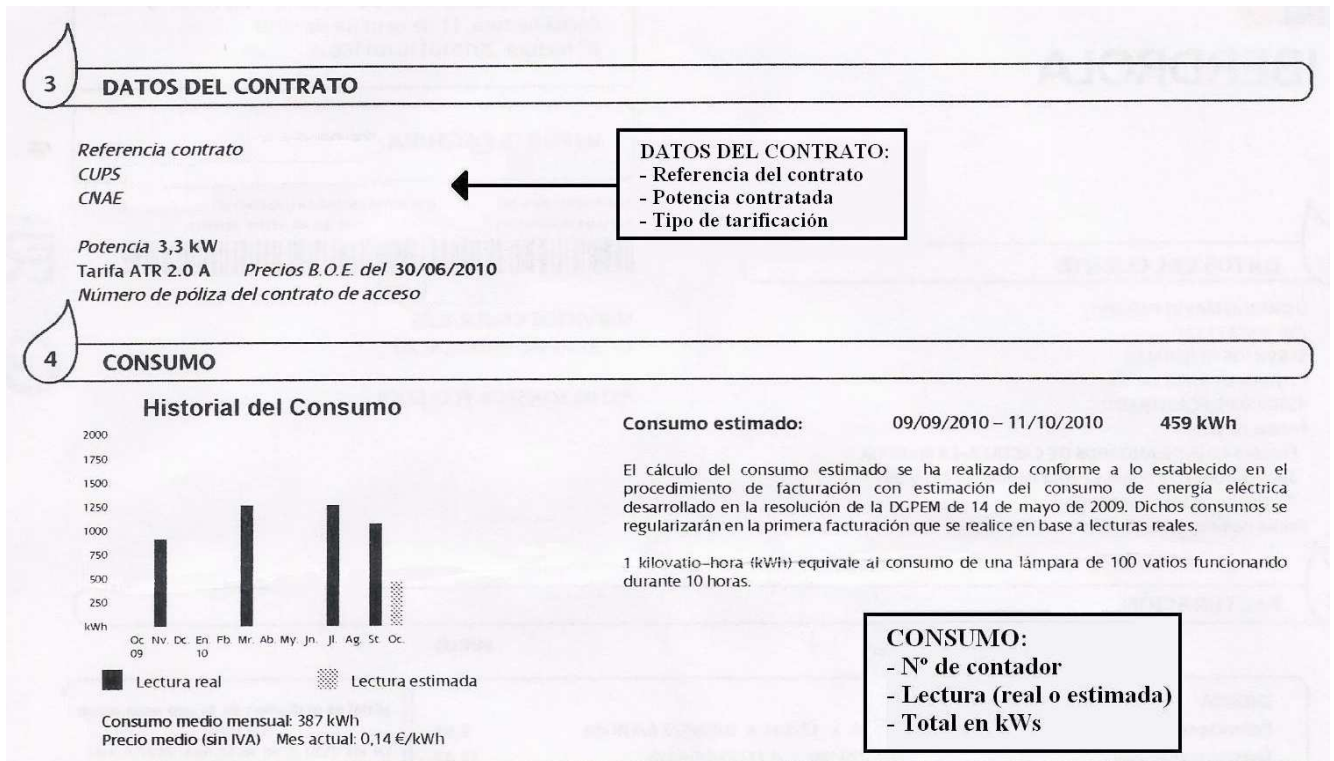 3 DATOS DEL CONTRATO
Referencia contrato
CUPS
CNAE
Potencia 3,3 kW
Tarifa ATR 2.0 A Precios B.O.E. del 30/06/2010
Número de póliza del contrato de acceso
DATOS DEL CONTRATO:
- Referencia del contrato
- Potencia contratada
- Tipo de tarificación
4 CONSUMO
Historial del Consumo
2000
1750
1500
1250
1000
750
500
250
kWh
Oc. Nv. Dc. En Fb. Mr. Ab. My. Jn. Jl. Ag. St. Oc.
09 10
Lectura real Lectura estimada
Consumo medio mensual: 387 kWh
Precio medio (sin IVA) Mes actual: 0,14 €/kWh
Consumo estimado: 09/09/2010 – 11/10/2010 459 kWh
El cálculo del consumo estimado se ha realizado conforme a lo establecido en el
procedimiento de facturación con estimación del consumo de energía eléctrica
desarrollado en la resolución de la DGPEM de 14 de mayo de 2009. Dichos consumos se
regularizarán en la primera facturación que se realice en base a lecturas reales.
1 kilovatio-hora (kWh) equivale al consumo de una lámpara de 100 vatios funcionando
durante 10 horas.
CONSUMO:
- Nº de contador
- Lectura (real o estimada)
- Total en kWs